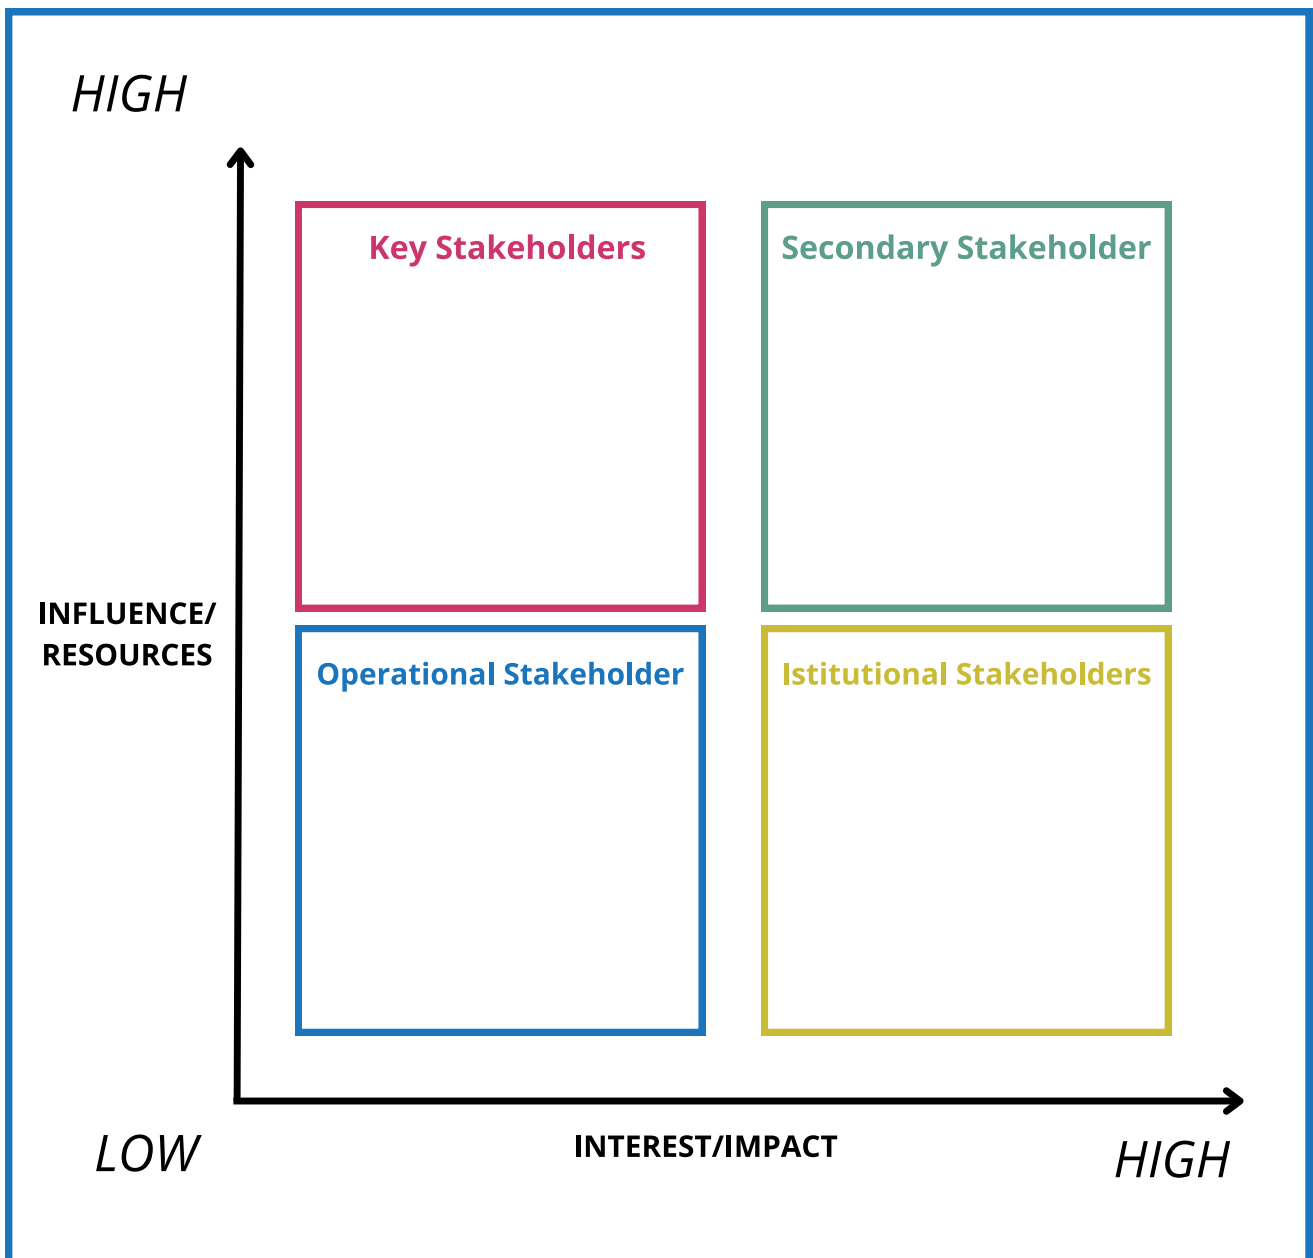 HIGH
Key Stakeholders
Secondary Stakeholder
INFLUENCE/
RESOURCES
Operational Stakeholder
Istitutional Stakeholders
LOW
INTEREST/IMPACT
HIGH